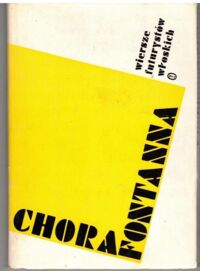 wiersze
futurystów
włoskich
CHORA
FONTANNA